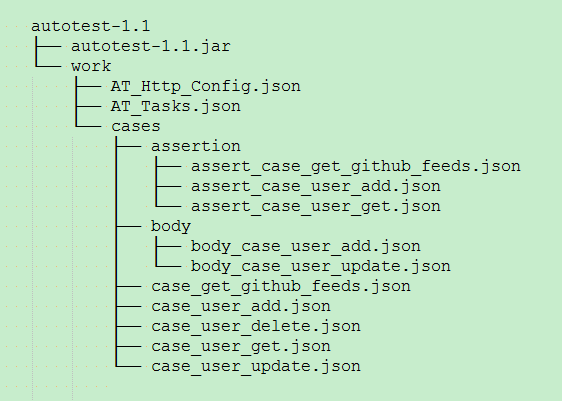 autotest-1.1
├── autotest-1.1.jar
└── work
    ├── AT_Http_Config.json
    ├── AT_Tasks.json
    └── cases
        ├── assertion
        │   ├── assert_case_get_github_feeds.json
        │   ├── assert_case_user_add.json
        │   └── assert_case_user_get.json
        ├── body
        │   ├── body_case_user_add.json
        │   └── body_case_user_update.json
        ├── case_get_github_feeds.json
        ├── case_user_add.json
        ├── case_user_delete.json
        ├── case_user_get.json
        └── case_user_update.json